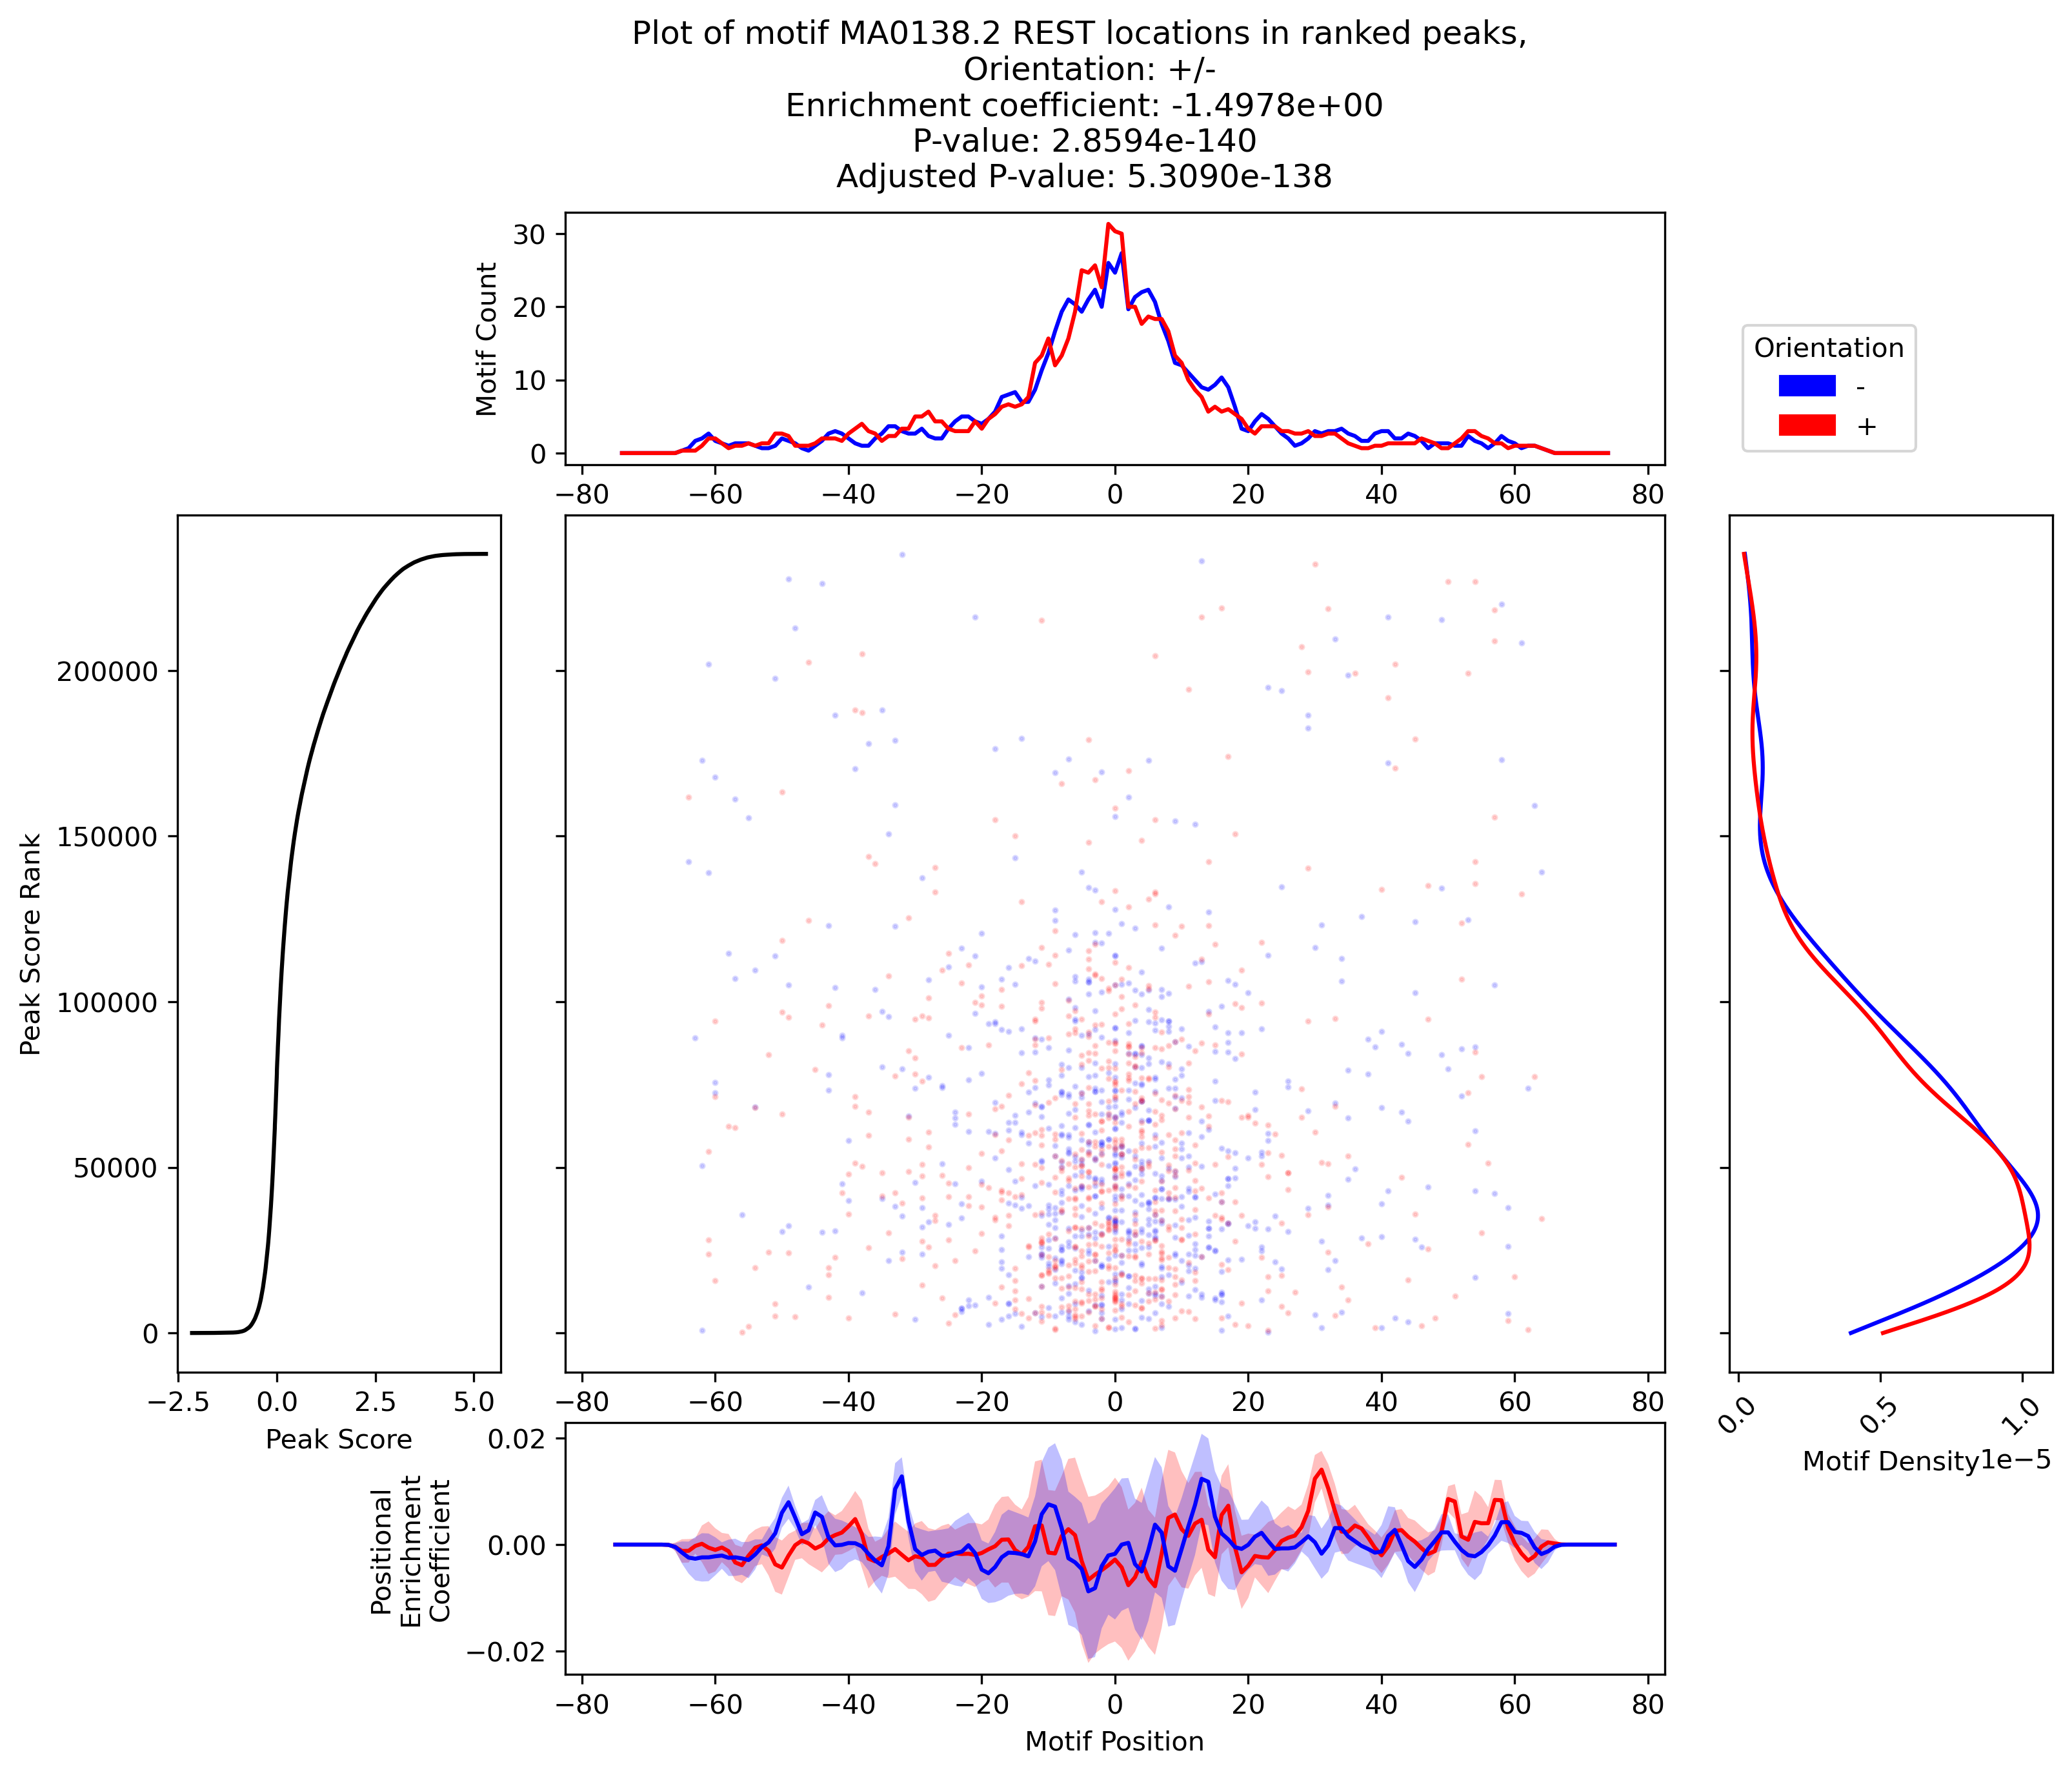 Plot of motif MA0138.2 REST locations in ranked peaks,
Orientation: +/-
Enrichment coefficient: -1.4978e+00
P-value: 2.8594e-140
Adjusted P-value: 5.3090e-138
Motif Count
30
20
10
0
−80 −60 −40 −20 0 20 40 60 80
Orientation
-
+
Peak Score Rank
200000
150000
100000
50000
0
−2.5 0.0 2.5 5.0
Peak Score
−80 −60 −40 −20 0 20 40 60 80
0.0 0.5 1.0
Motif Density
1e−5
Positional
Enrichment
Coefficient
0.02
0.00
−0.02
−80 −60 −40 −20 0 20 40 60 80
Motif Position